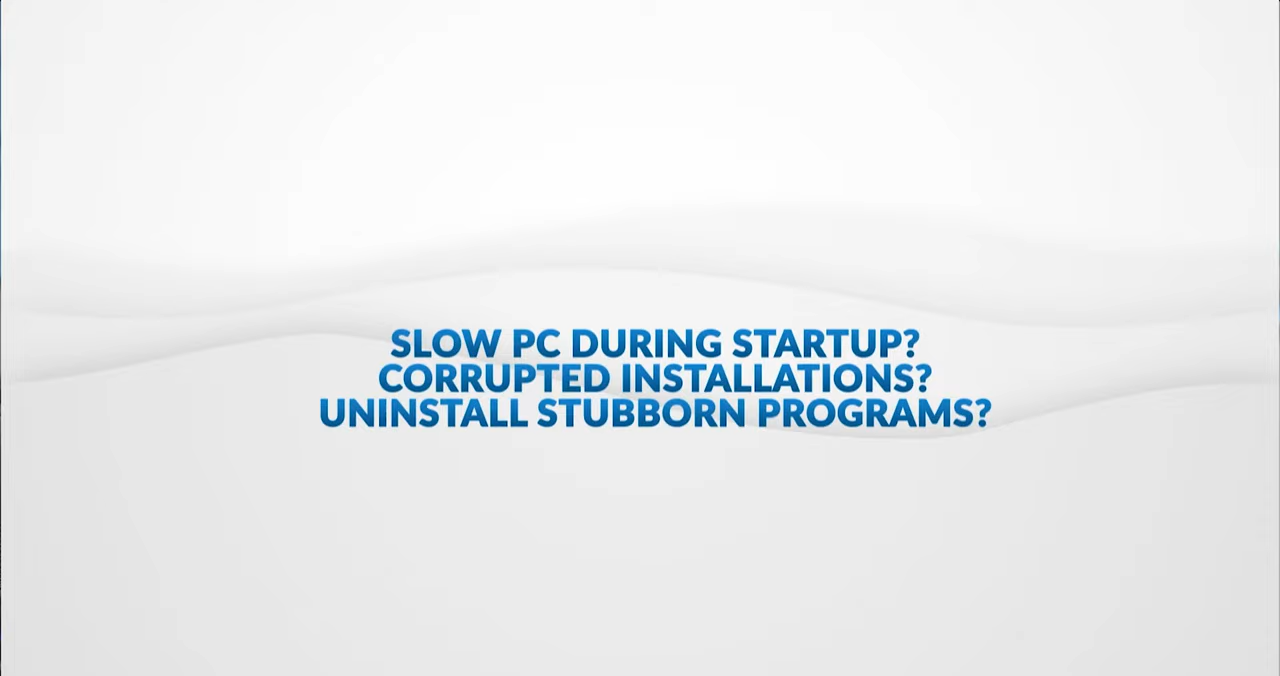 SLOW PC DURING STARTUP?
CORRUPTED INSTALLATIONS?
UNINSTALL STUBBORN PROGRAMS?